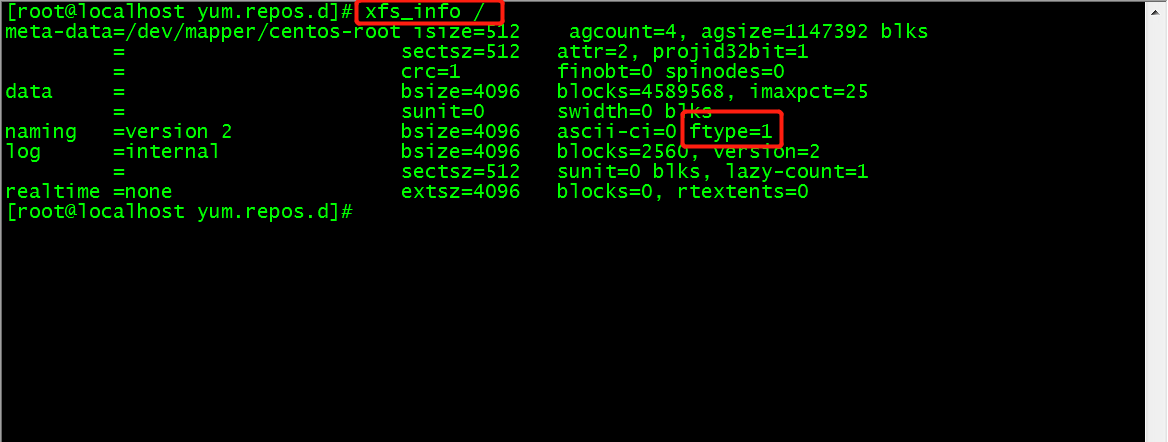 [root@localhost yum.repos.d]# xfs_info /
meta-data=/dev/mapper/centos-root isize=512    agcount=4, agsize=1147392 blks
         =                       sectsz=512   attr=2, projid32bit=1
         =                       crc=1        finobt=0 spinodes=0
data     =                       bsize=4096   blocks=4589568, imaxpct=25
         =                       sunit=0      swidth=0 blks
naming   =version 2              bsize=4096   ascii-ci=0 ftype=1
log      =internal               bsize=4096   blocks=2560, version=2
         =                       sectsz=512   sunit=0 blks, lazy-count=1
realtime =none                   extsz=4096   blocks=0, rtextents=0
[root@localhost yum.repos.d]#